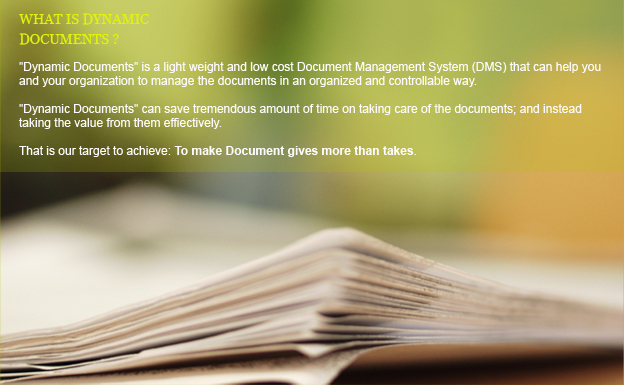 WHAT IS DYNAMIC
DOCUMENTS ?
"Dynamic Documents" is a light weight and low cost Document Management System (DMS) that can help you
and your organization to manage the documents in an organized and controllable way.
"Dynamic Documents" can save tremendous amount of time on taking care of the documents; and instead
taking the value from them effiectively.
That is our target to achieve: To make Document gives more than takes.